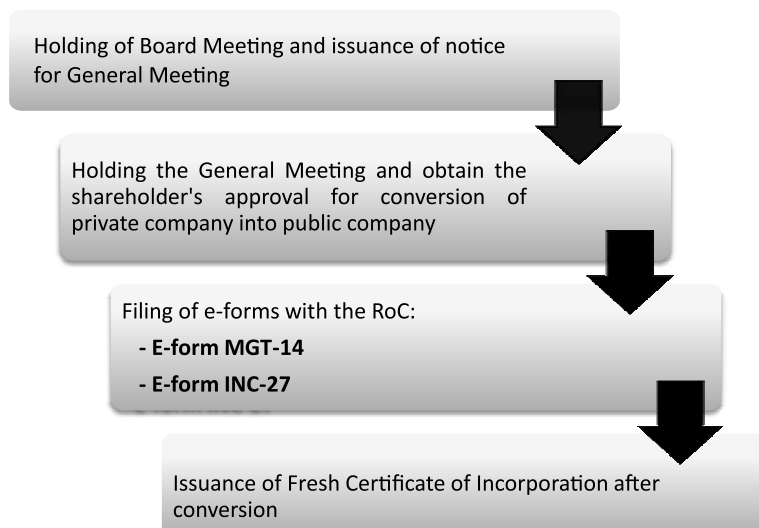 Holding of Board Meeting and issuance of notice
for General Meeting
Holding the General Meeting and obtain the
shareholder's approval for conversion of
private company into public company
Filing of e-forms with the RoC:
- E-form MGT-14
- E-form INC-27
Issuance of Fresh Certificate of Incorporation after
conversion